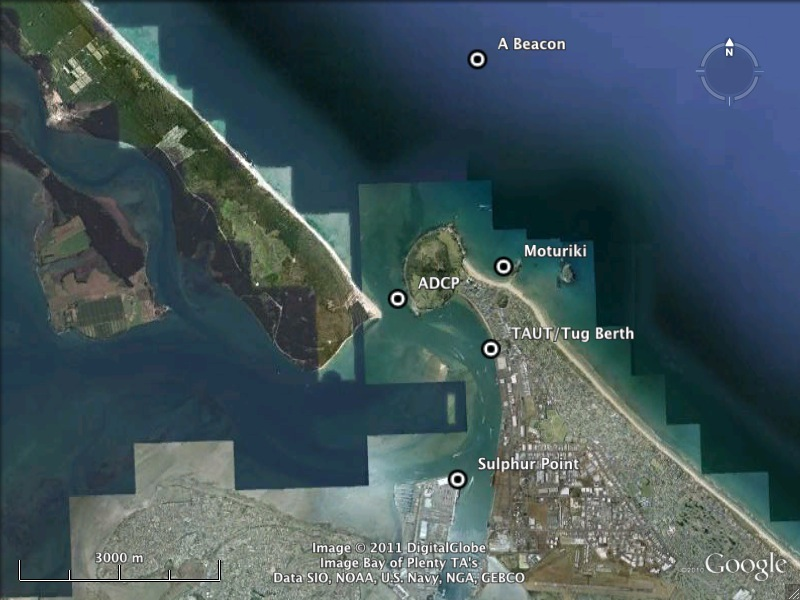 A Beacon
N
Moturiki
ADCP
TAUT/Tug Berth
Sulphur Point
3000 m
Image © 2011 DigitalGlobe
Image Bay of Plenty TA's
Data SIO, NOAA, U.S. Navy, NGA, GEBCO
Google